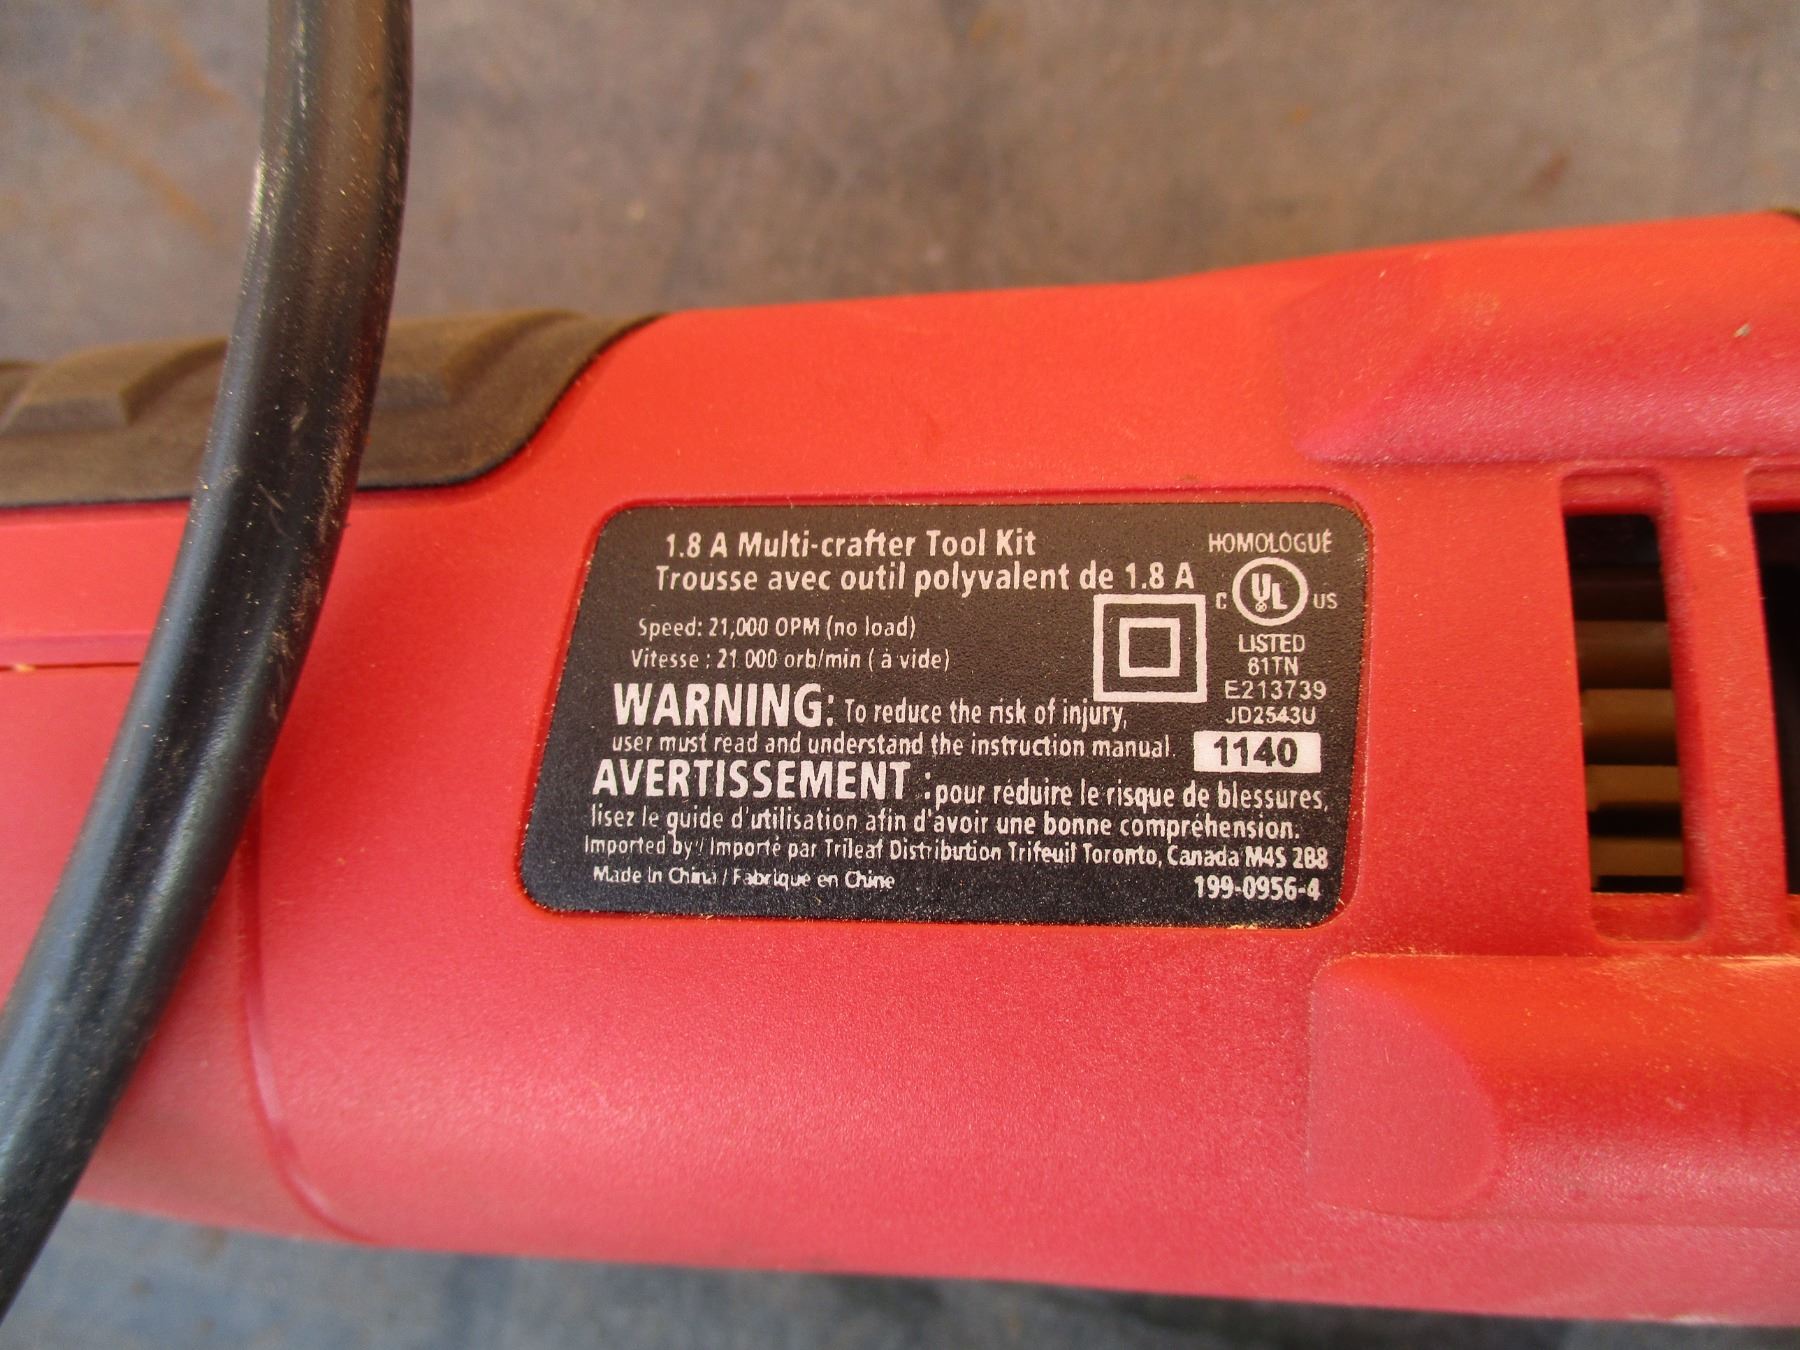 1.8 A Multi-crafter Tool Kit
Trousse avec outil polyvalent de 1.8 A
Speed: 21,000 OPM (no load)
Vitesse : 21 000 orb/min ( à vide)
WARNING: To reduce the risk of injury,
user must read and understand the instruction manual.
AVERTISSEMENT : pour réduire le risque de blessures,
lisez le guide d'utilisation afin d'avoir une bonne compréhension.
Imported by / Importé par Trileaf Distribution Trifeuil Toronto, Canada M4S 2B8
Made In China / Fabrique en Chine
199-0956-4
HOMOLOGUÉ
C UL US
LISTED
61TN
E213739
JD2543U
1140